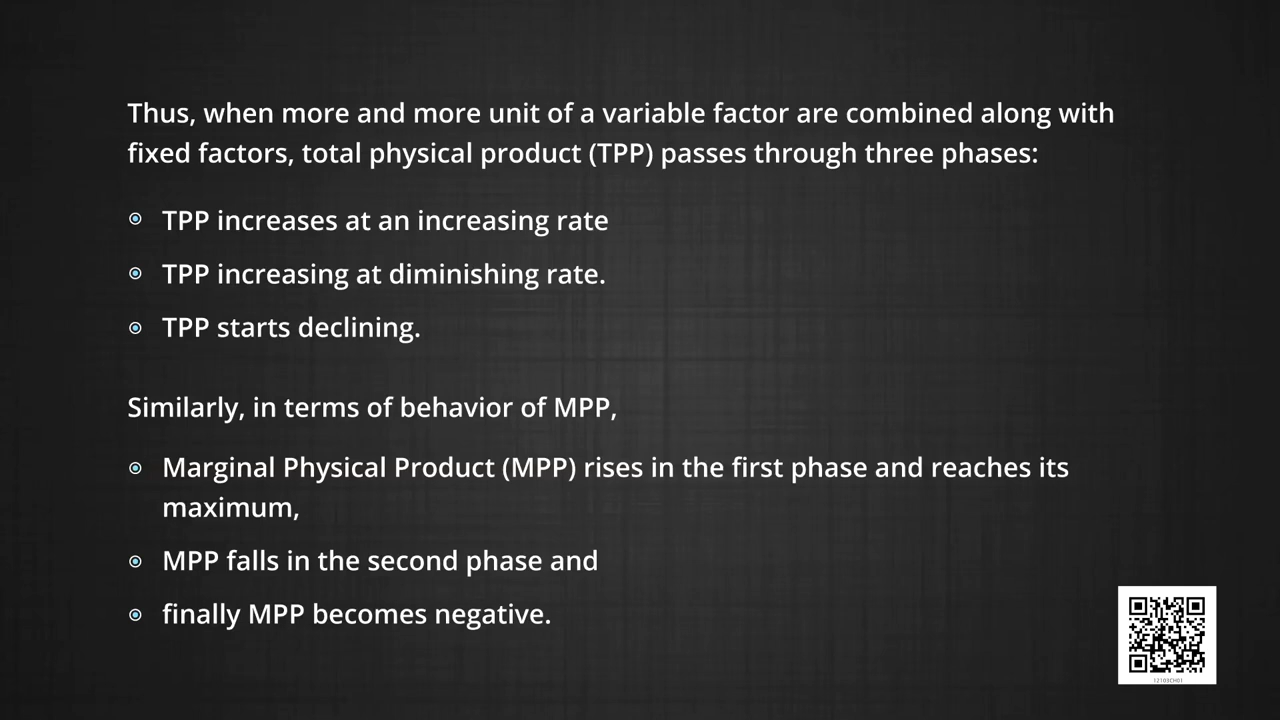 Thus, when more and more unit of a variable factor are combined along with
fixed factors, total physical product (TPP) passes through three phases:
TPP increases at an increasing rate
TPP increasing at diminishing rate.
TPP starts declining.
Similarly, in terms of behavior of MPP,
Marginal Physical Product (MPP) rises in the first phase and reaches its
maximum,
MPP falls in the second phase and
finally MPP becomes negative.
12103CH01